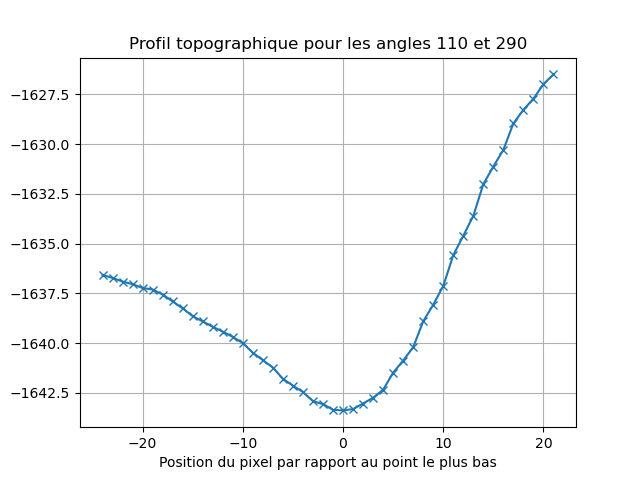 Profil topographique pour les angles 110 et 290
−1627.5
−1630.0
−1632.5
−1635.0
−1637.5
−1640.0
−1642.5
−20 −10 0 10 20
Position du pixel par rapport au point le plus bas